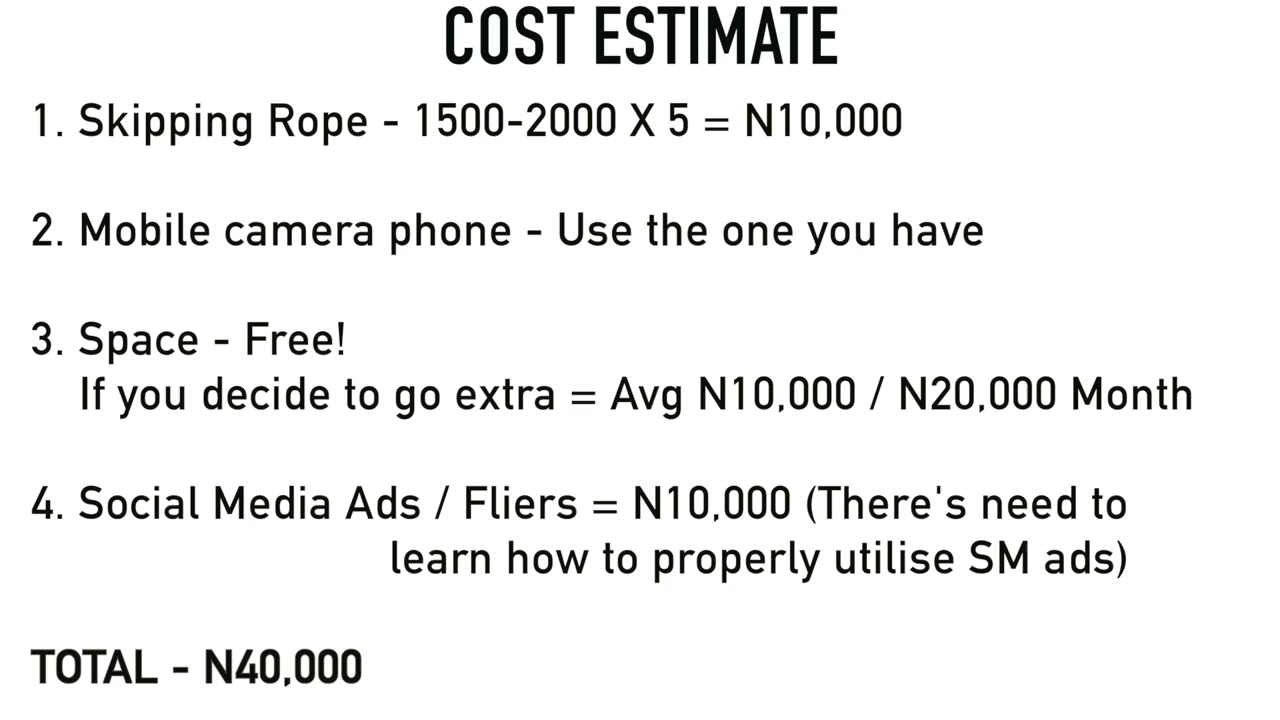 COST ESTIMATE
1. Skipping Rope - 1500-2000 X 5 = N10,000
2. Mobile camera phone - Use the one you have
3. Space - Free!
If you decide to go extra = Avg N10,000 / N20,000 Month
4. Social Media Ads / Fliers = N10,000 (There's need to
learn how to properly utilise SM ads)
TOTAL - N40,000